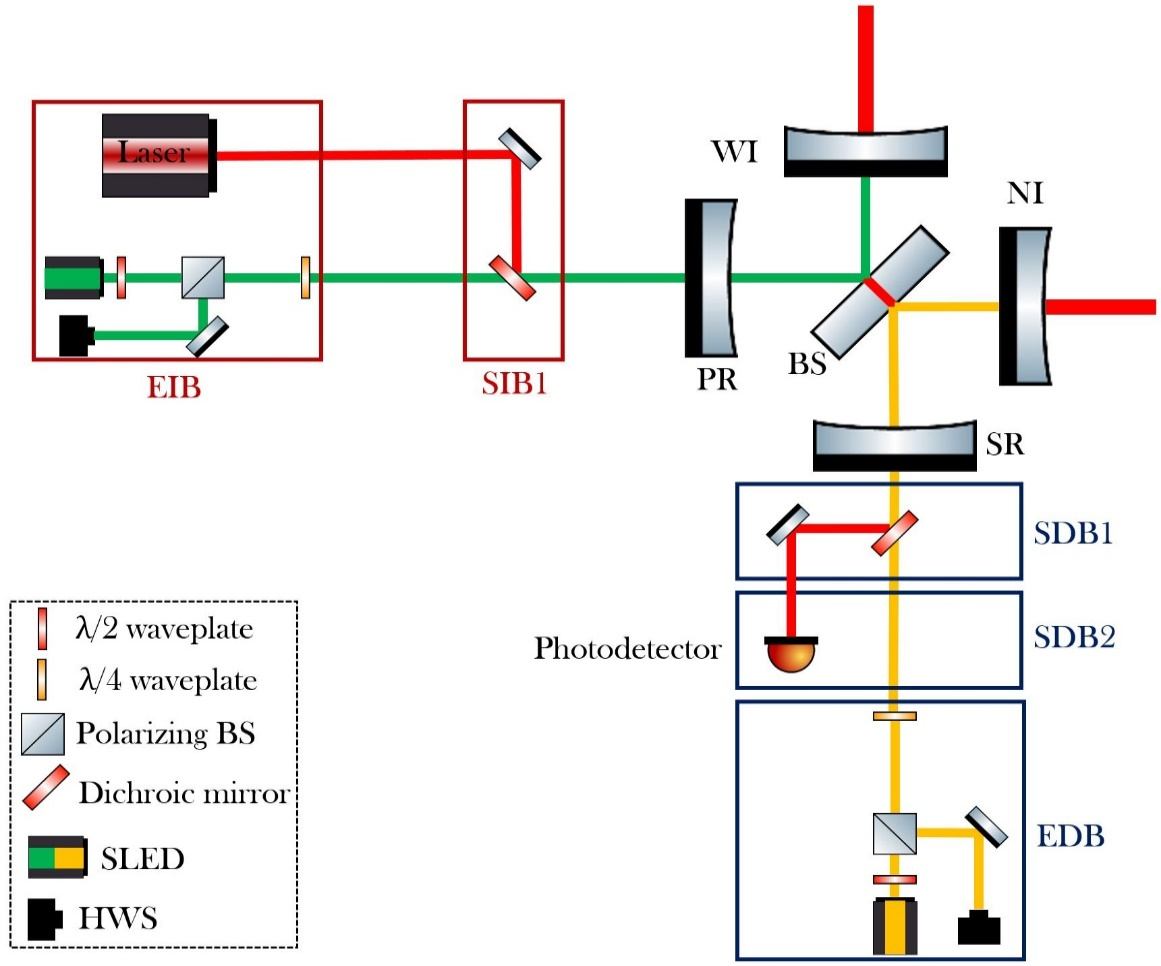 Laser
WI
NI
EIB
SIB1
PR
BS
SR
SDB1
SDB2
Photodetector
EDB
λ/2 waveplate
λ/4 waveplate
Polarizing BS
Dichroic mirror
SLED
HWS